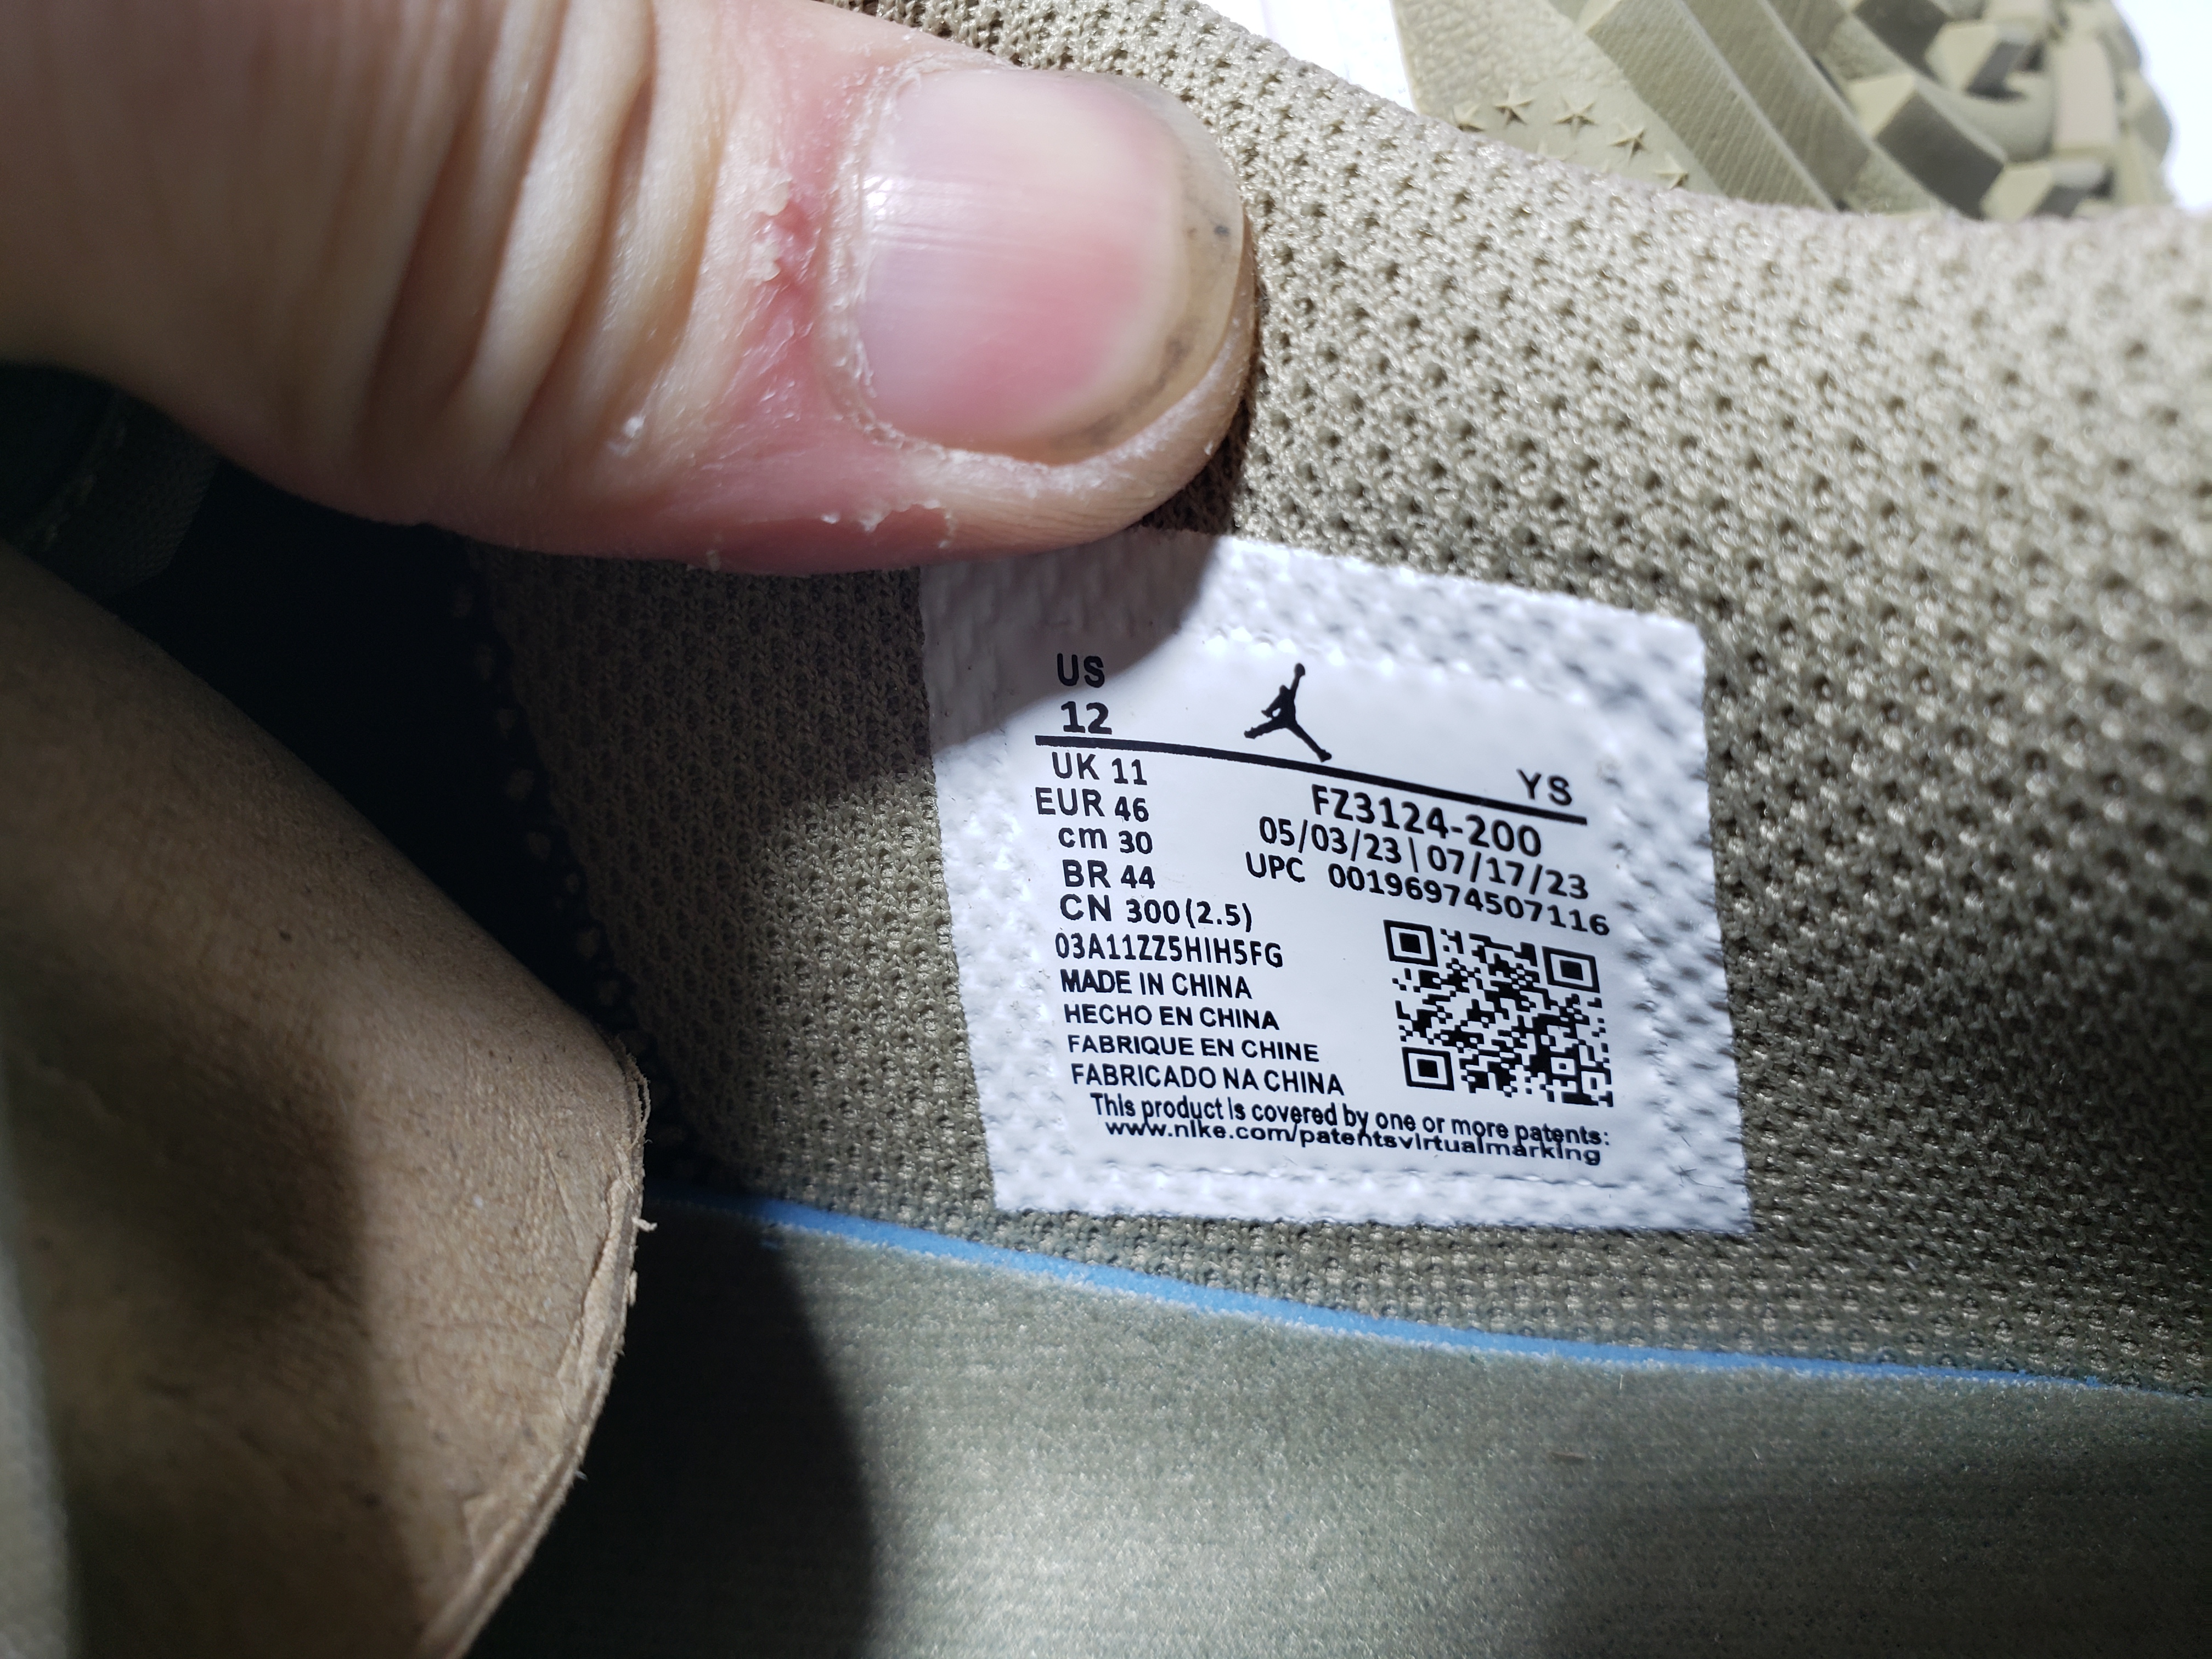 US
12
YS
UK 11
EUR 46
cm 30
BR 44
CN 300(2.5)
FZ3124-200
05/03/23 | 07/17/23
UPC 00196974507116
03A11ZZ5HIH5FG
MADE IN CHINA
HECHO EN CHINA
FABRIQUE EN CHINE
FABRICADO NA CHINA
This product is covered by one or more patents:
www.nike.com/patentsvirtualmarking